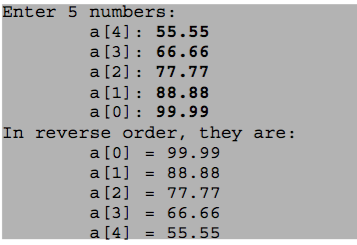 Enter 5 numbers:
a[4]: 55.55
a[3]: 66.66
a[2]: 77.77
a[1]: 88.88
a[0]: 99.99
In reverse order, they are:
a[0] = 99.99
a[1] = 88.88
a[2] = 77.77
a[3] = 66.66
a[4] = 55.55